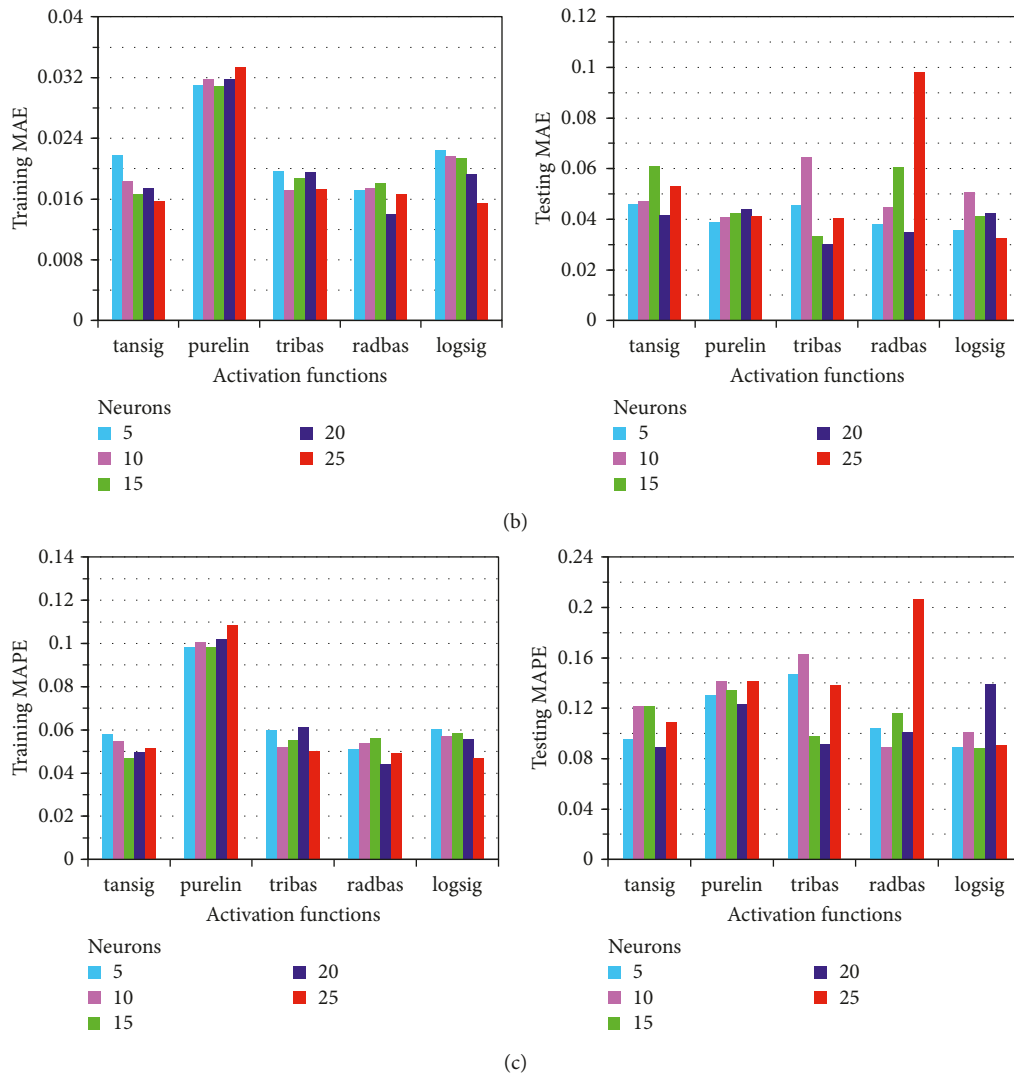 Training MAE
0.04
0.032
0.024
0.016
0.008
0
tansig purelin tribas radbas logsig
Activation functions
Neurons
5
10
15
20
25
Testing MAE
0.12
0.1
0.08
0.06
0.04
0.02
0
tansig purelin tribas radbas logsig
Activation functions
Neurons
5
10
15
20
25
(b)
Training MAPE
0.14
0.12
0.1
0.08
0.06
0.04
0.02
0
tansig purelin tribas radbas logsig
Activation functions
Neurons
5
10
15
20
25
Testing MAPE
0.24
0.2
0.16
0.12
0.08
0.04
0
tansig purelin tribas radbas logsig
Activation functions
Neurons
5
10
15
20
25
(c)